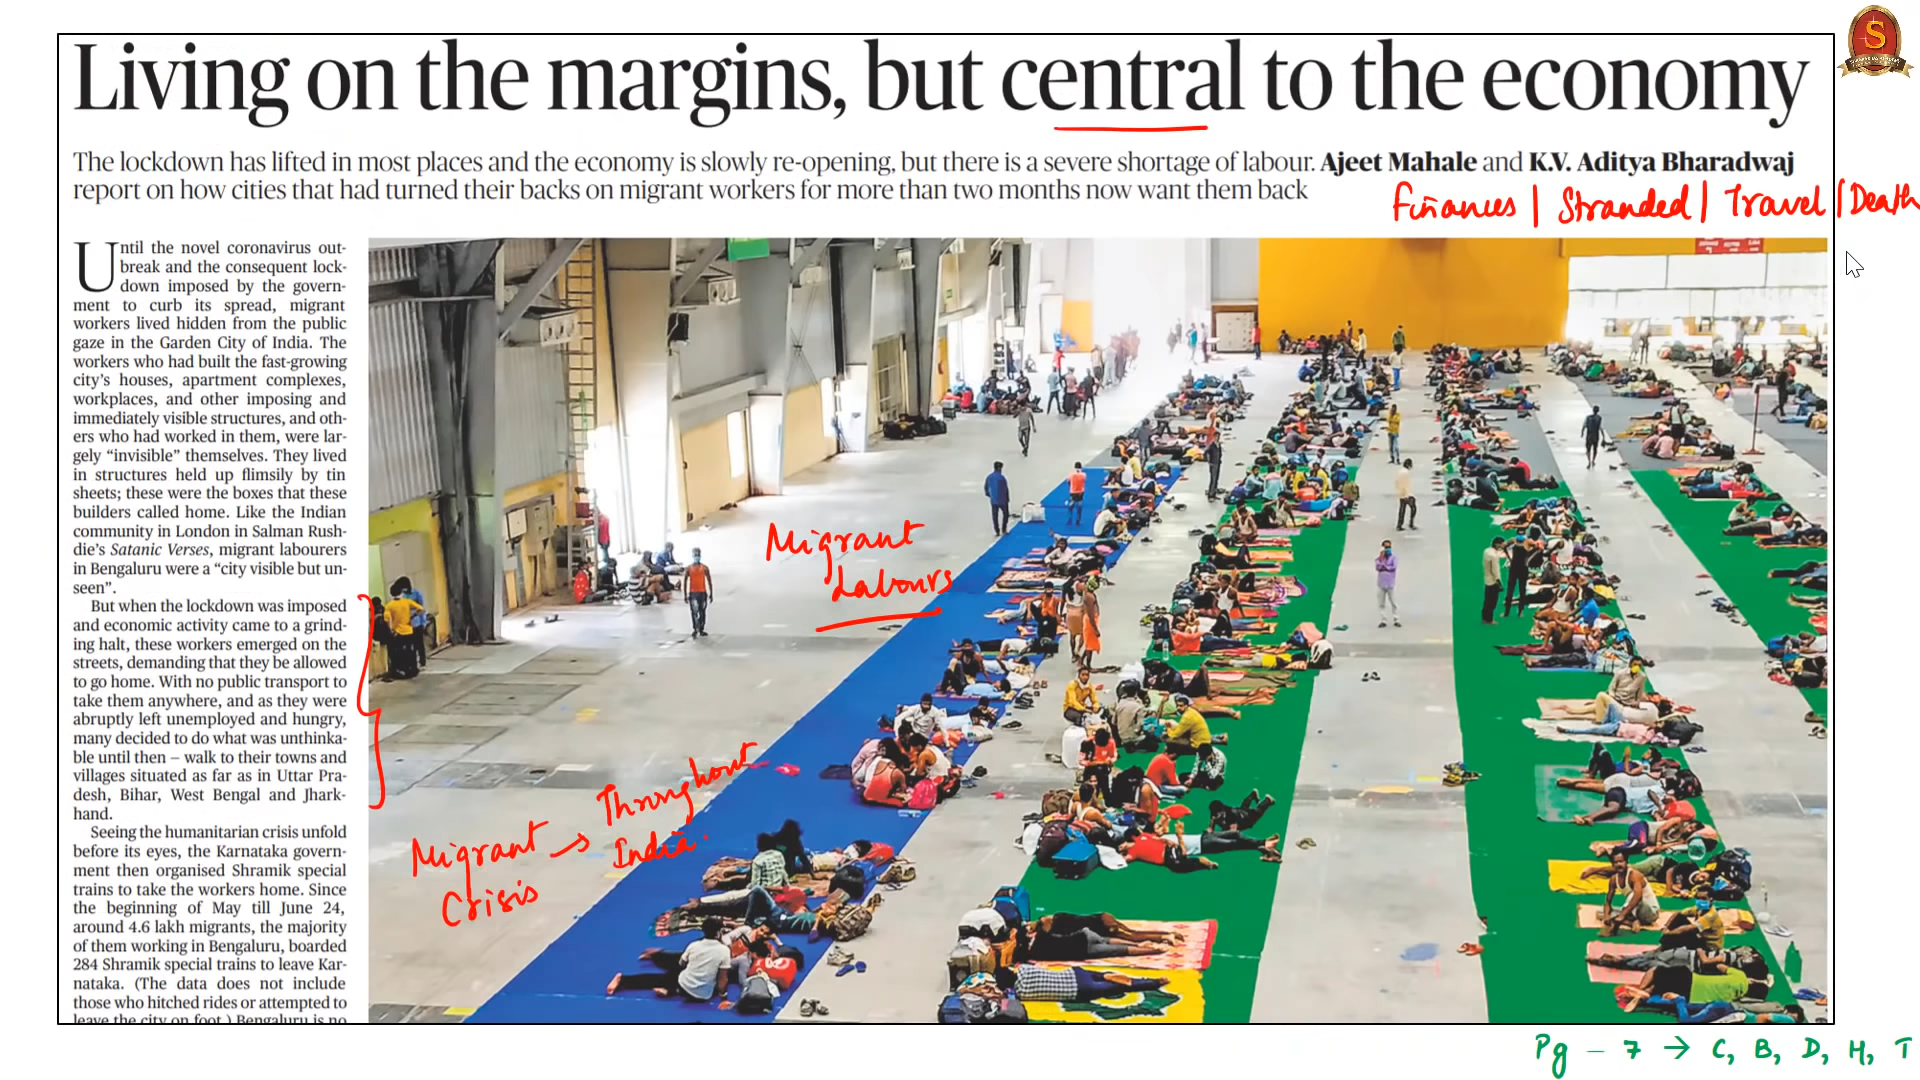 Living on the margins, but central to the economy
The lockdown has lifted in most places and the economy is slowly re-opening, but there is a severe shortage of labour. Ajeet Mahale and K.V. Aditya Bharadwaj
report on how cities that had turned their backs on migrant workers for more than two months now want them back
Finances | Stranded | Travel | Death
Until the novel coronavirus out-
break and the consequent lock-
down imposed by the govern-
ment to curb its spread, migrant
workers lived hidden from the public
gaze in the Garden City of India. The
workers who had built the fast-growing
city's houses, apartment complexes,
workplaces, and other imposing and
immediately visible structures, and oth-
ers who had worked in them, were lar-
gely "invisible" themselves. They lived
in structures held up flimsily by tin
sheets; these were the boxes that these
builders called home. Like the Indian
community in London in Salman Rush-
die's Satanic Verses, migrant labourers
in Bengaluru were a "city visible but un-
seen".
But when the lockdown was imposed
and economic activity came to a grind-
ing halt, these workers emerged on the
streets, demanding that they be allowed
to go home. With no public transport to
take them anywhere, and as they were
abruptly left unemployed and hungry,
many decided to do what was unthinka-
ble until then – walk to their towns and
villages situated as far as in Uttar Pra-
desh, Bihar, West Bengal and Jhark-
hand.
Seeing the humanitarian crisis unfold
before its eyes, the Karnataka govern-
ment then organised Shramik special
trains to take the workers home. Since
the beginning of May till June 24,
around 4.6 lakh migrants, the majority
of them working in Bengaluru, boarded
284 Shramik special trains to leave Kar-
nataka. (The data does not include
those who hitched rides or attempted to
leave the city on foot.) Bengaluru is no
Migrant
Labours
Migrant → Throughout
Crisis India.
S
Pg - 7 → C, B, D, H, T